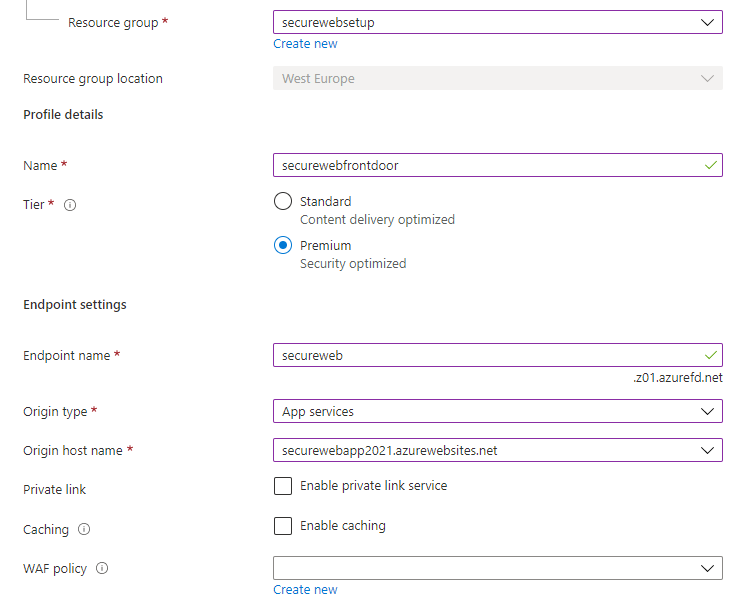 Resource group *
securewebsetup
Create new
Resource group location
West Europe
Profile details
Name *
securewebfrontdoor
Tier *
Standard
Content delivery optimized
Premium
Security optimized
Endpoint settings
Endpoint name *
secureweb
.z01.azurefd.net
Origin type *
App services
Origin host name *
securewebapp2021.azurewebsites.net
Private link
Enable private link service
Caching
Enable caching
WAF policy
Create new